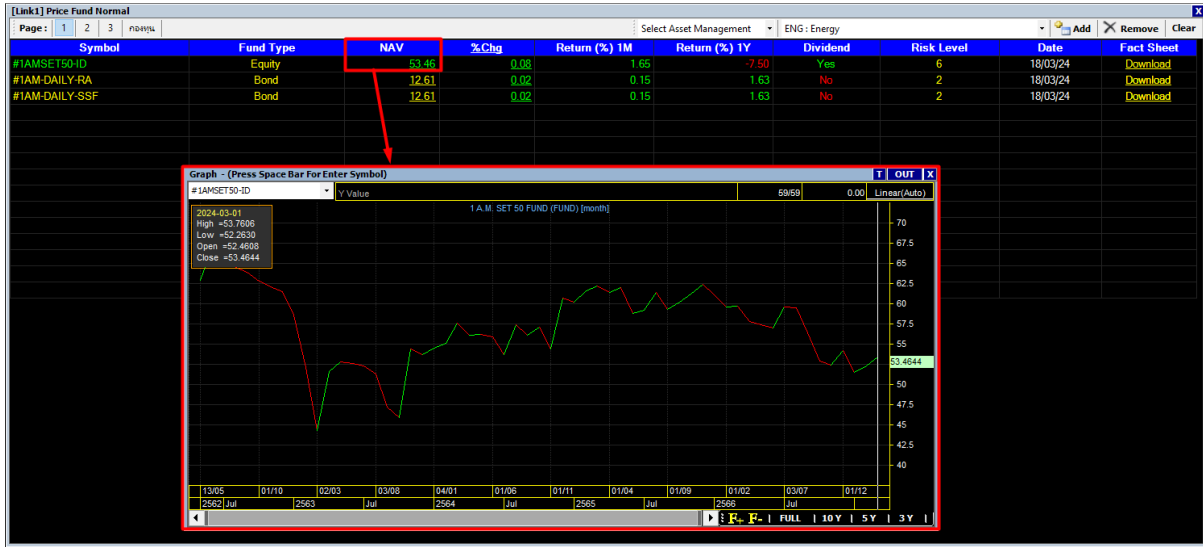 [Link1] Price Fund Normal X
Page : 1 2 3 กองทุน Select Asset Management ENG : Energy Add Remove Clear
Symbol Fund Type NAV %Chg Return (%) 1M Return (%) 1Y Dividend Risk Level Date Fact Sheet
#1AMSET50-ID Equity 53.46 0.08 1.65 -7.50 Yes 6 18/03/24 Download
#1AM-DAILY-RA Bond 12.61 0.02 0.15 1.63 No 2 18/03/24 Download
#1AM-DAILY-SSF Bond 12.61 0.02 0.15 1.63 No 2 18/03/24 Download
Graph - (Press Space Bar For Enter Symbol) T OUT X
#1AMSET50-ID Y Value 59/59 0.00 Linear(Auto)
1 A.M. SET 50 FUND (FUND) [month]
2024-03-01
High =53.7606
Low =52.2630
Open =52.4608
Close =53.4644
70
67.5
65
62.5
60
57.5
55
53.4644
50
47.5
45
42.5
40
13/05 01/10 02/03 03/08 04/01 01/06 01/11 01/04 01/09 01/02 03/07 01/12
2562 Jul 2563 Jul 2564 Jul 2565 Jul 2566 Jul
F+ F- | FULL | 10 Y | 5 Y | 3 Y |